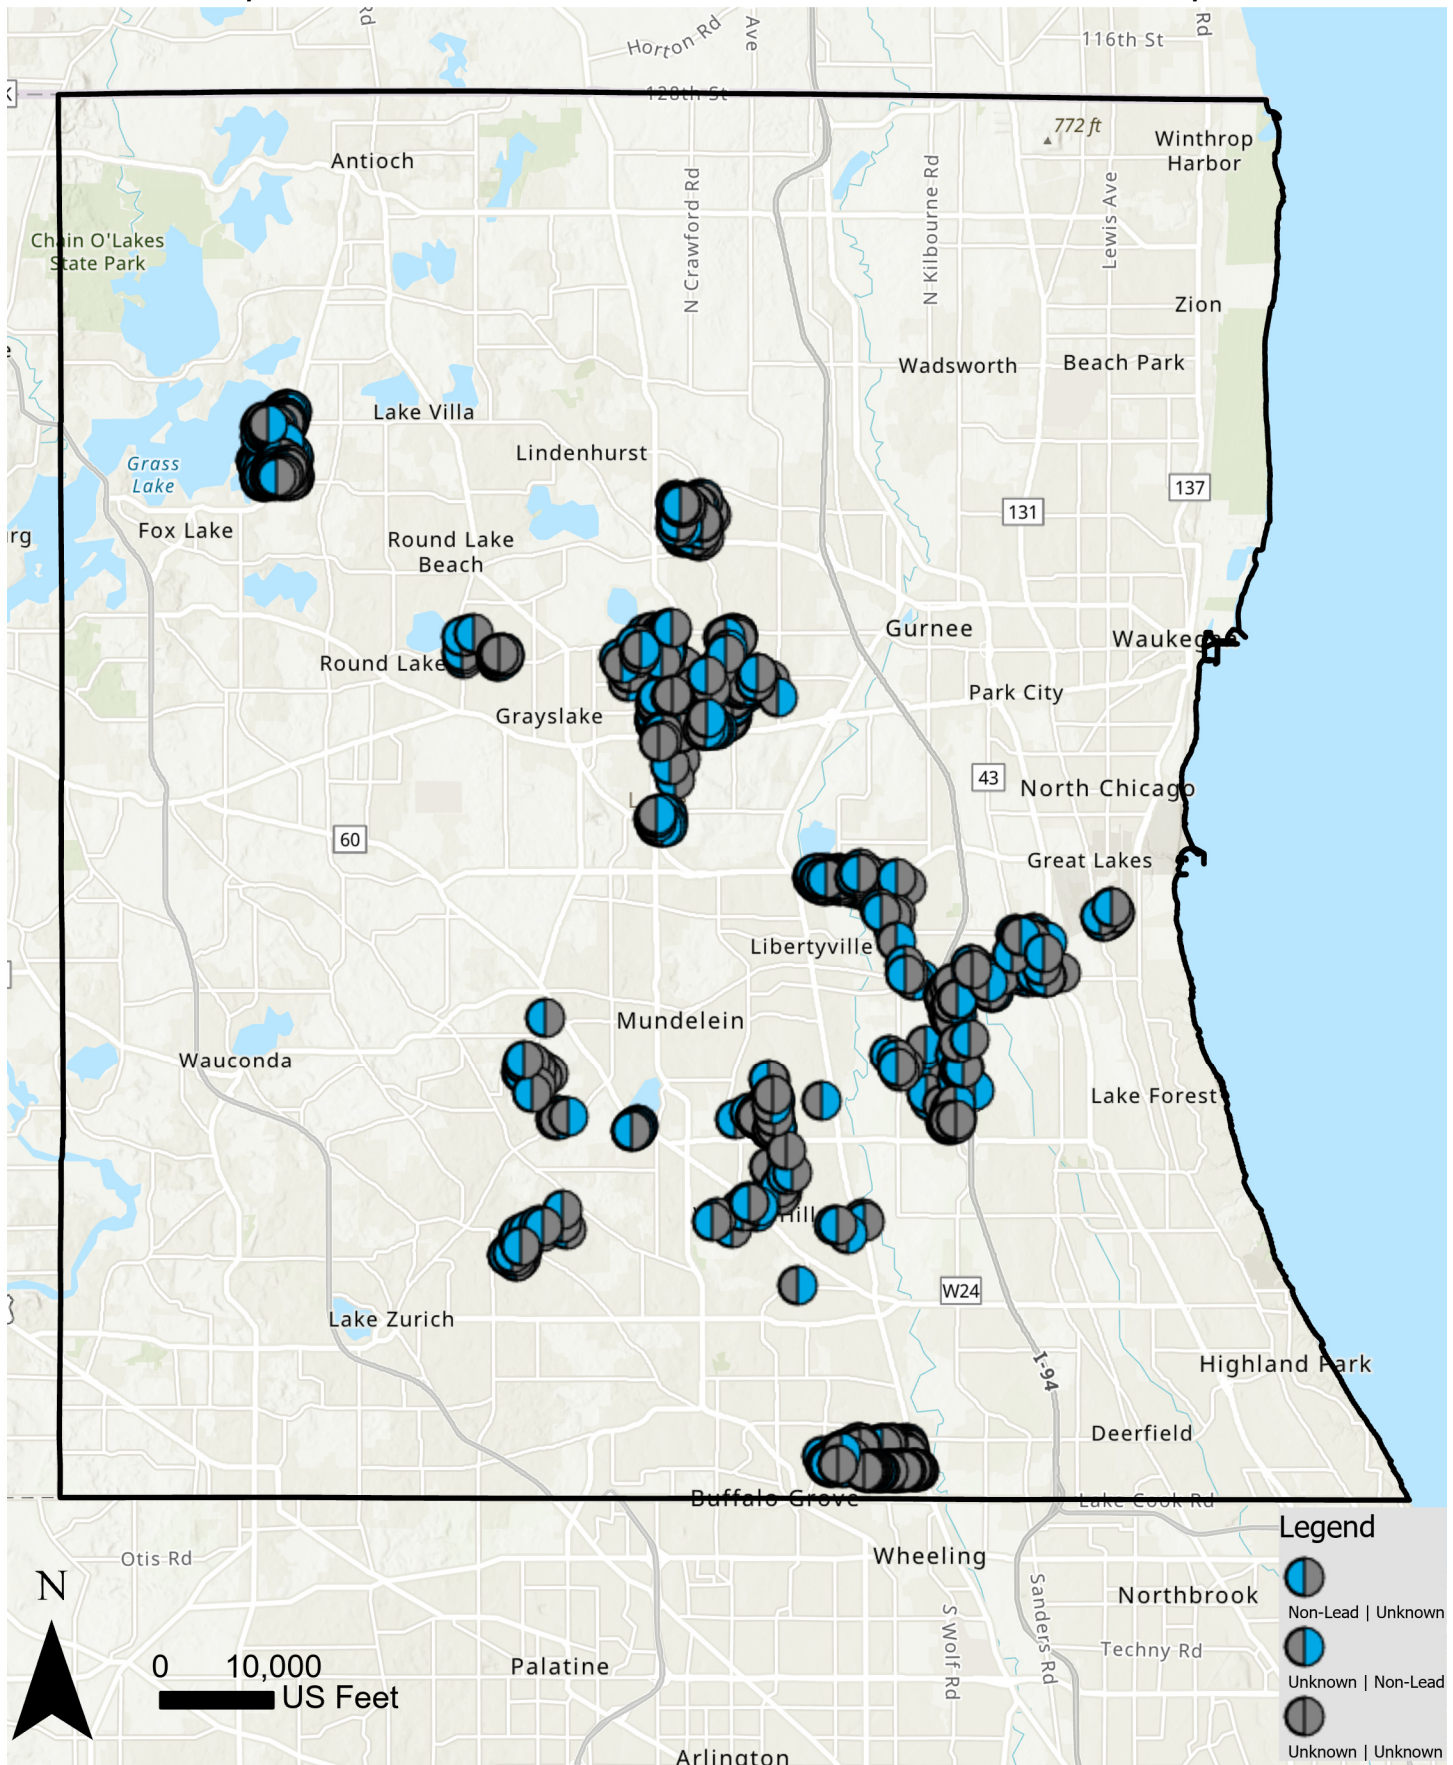 Rd
Horton Rd
Ave
116th St
Rd
128th St
772 ft
Winthrop
Harbor
Antioch
N Crawford Rd
N Kilbourne Rd
Lewis Ave
Chain O'Lakes
State Park
Zion
Wadsworth
Beach Park
Lake Villa
Lindenhurst
Grass
Lake
137
131
Fox Lake
Round Lake
Beach
Gurnee
Waukegan
Round Lake
Park City
Grayslake
43
North Chicago
60
Great Lakes
Libertyville
Mundelein
Wauconda
Lake Forest
Hill
W24
Lake Zurich
I-94
Highland Park
Deerfield
Buffalo Grove
Lake Cook Rd
Legend
Otis Rd
Wheeling
Non-Lead | Unknown
Unknown | Non-Lead
Unknown | Unknown
N
0 10,000
US Feet
Northbrook
Sanders Rd
S Wolf Rd
Techny Rd
Palatine
Arlington